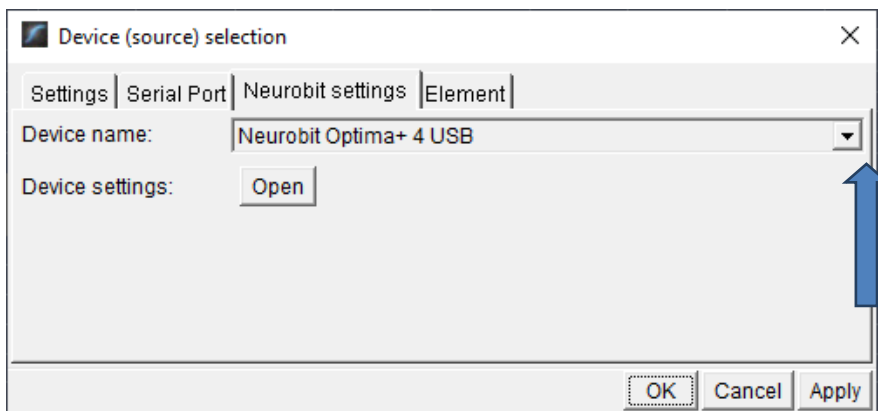 Device (source) selection
Settings Serial Port Neurobit settings Element
Device name: Neurobit Optima+ 4 USB
Device settings: Open
OK Cancel Apply